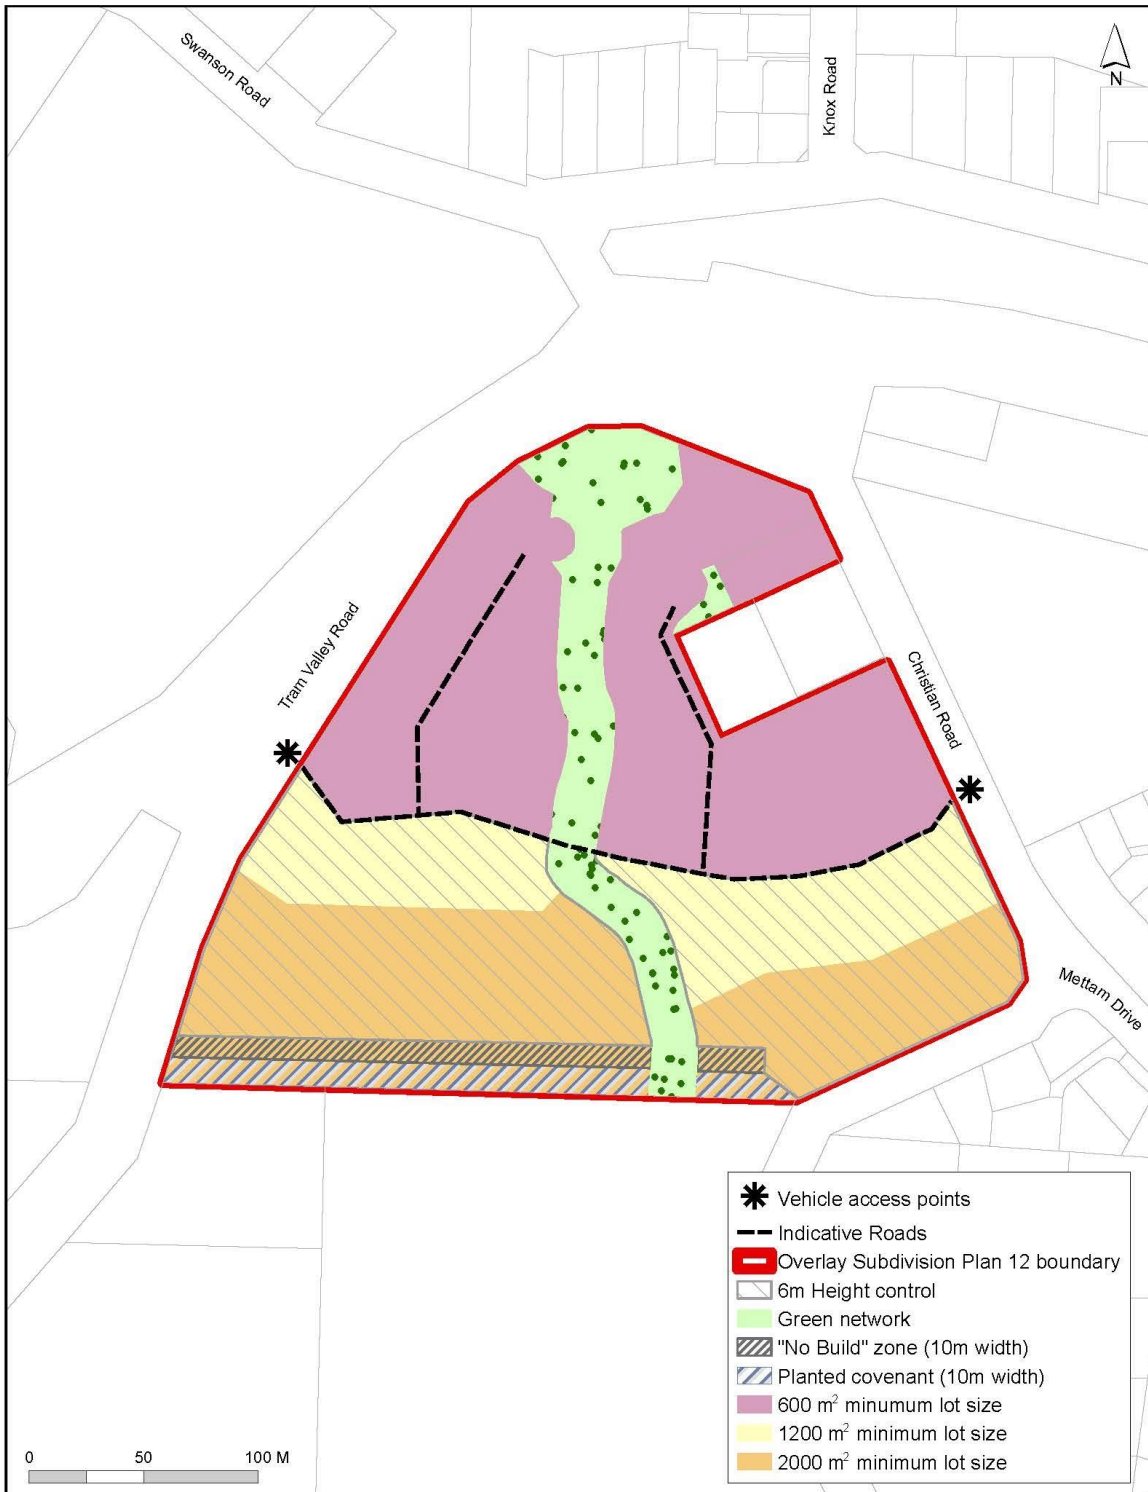 Swanson Road
Knox Road
N
Tram Valley Road
Christian Road
Mettam Drive
Vehicle access points
Indicative Roads
Overlay Subdivision Plan 12 boundary
6m Height control
Green network
"No Build" zone (10m width)
Planted covenant (10m width)
600 m² minumum lot size
1200 m² minimum lot size
2000 m² minimum lot size
0 50 100 M